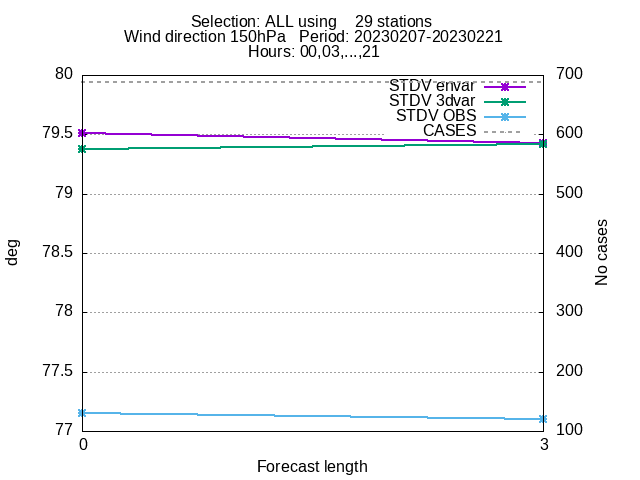 Selection: ALL using    29 stations
Wind direction 150hPa   Period: 20230207-20230221
Hours: 00,03,...,21
80
79.5
79
78.5
78
77.5
77
700
600
500
400
300
200
100
STDV envar
STDV 3dvar
STDV OBS
CASES
deg
No cases
0
3
Forecast length